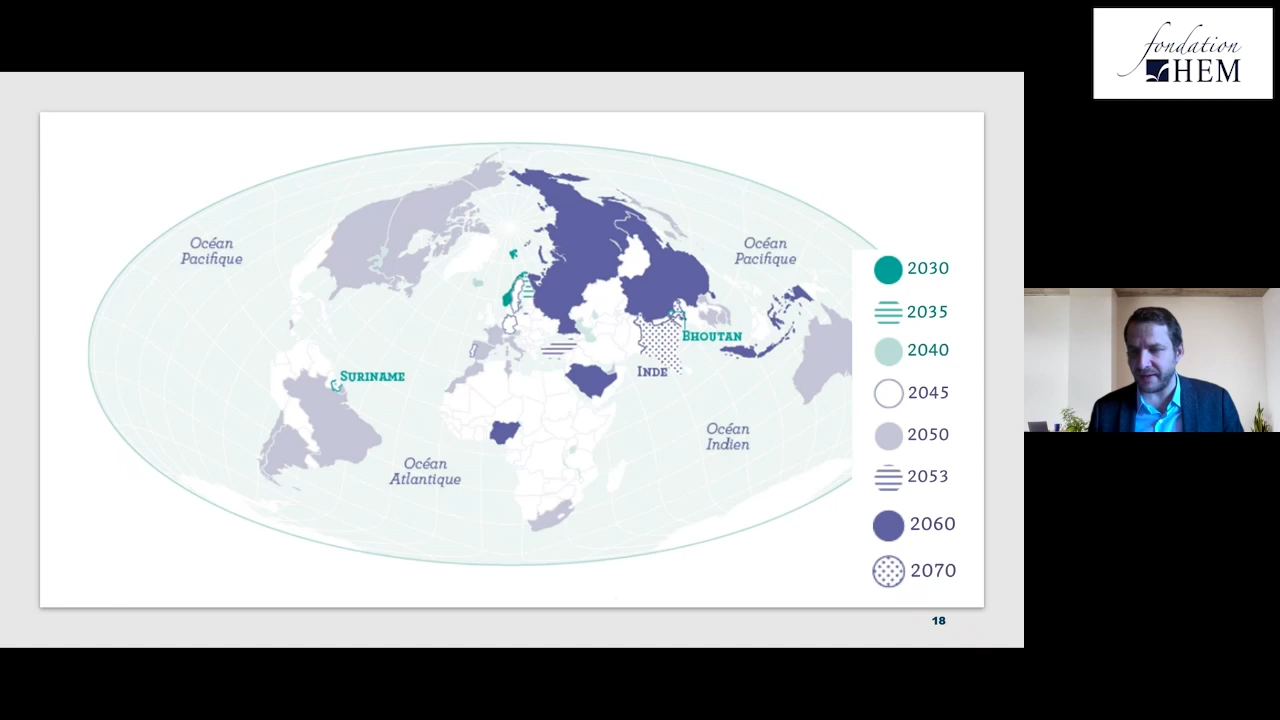 fondation
HEM
Océan
Pacifique
Océan
Pacifique
2030
2035
BHOUTAN
2040
INDE
SURINAME
2045
Océan
Indien
2050
Océan
Atlantique
2053
2060
2070
18